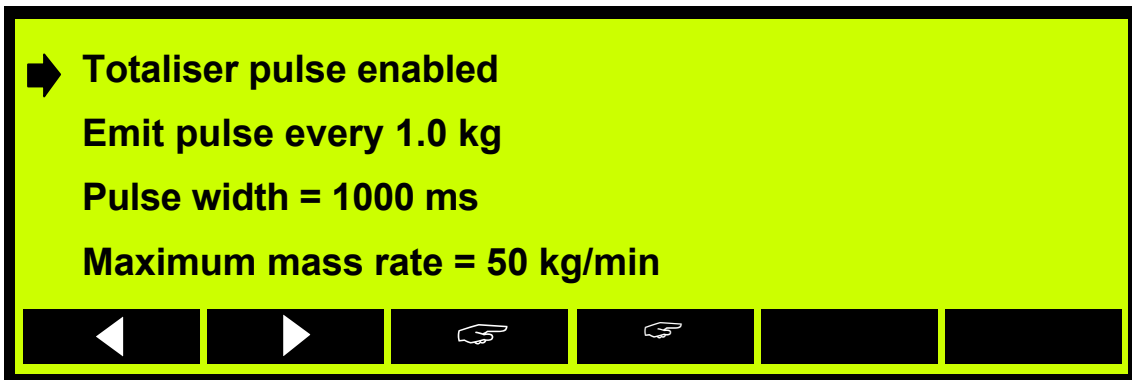 Totaliser pulse enabled
Emit pulse every 1.0 kg
Pulse width = 1000 ms
Maximum mass rate = 50 kg/min